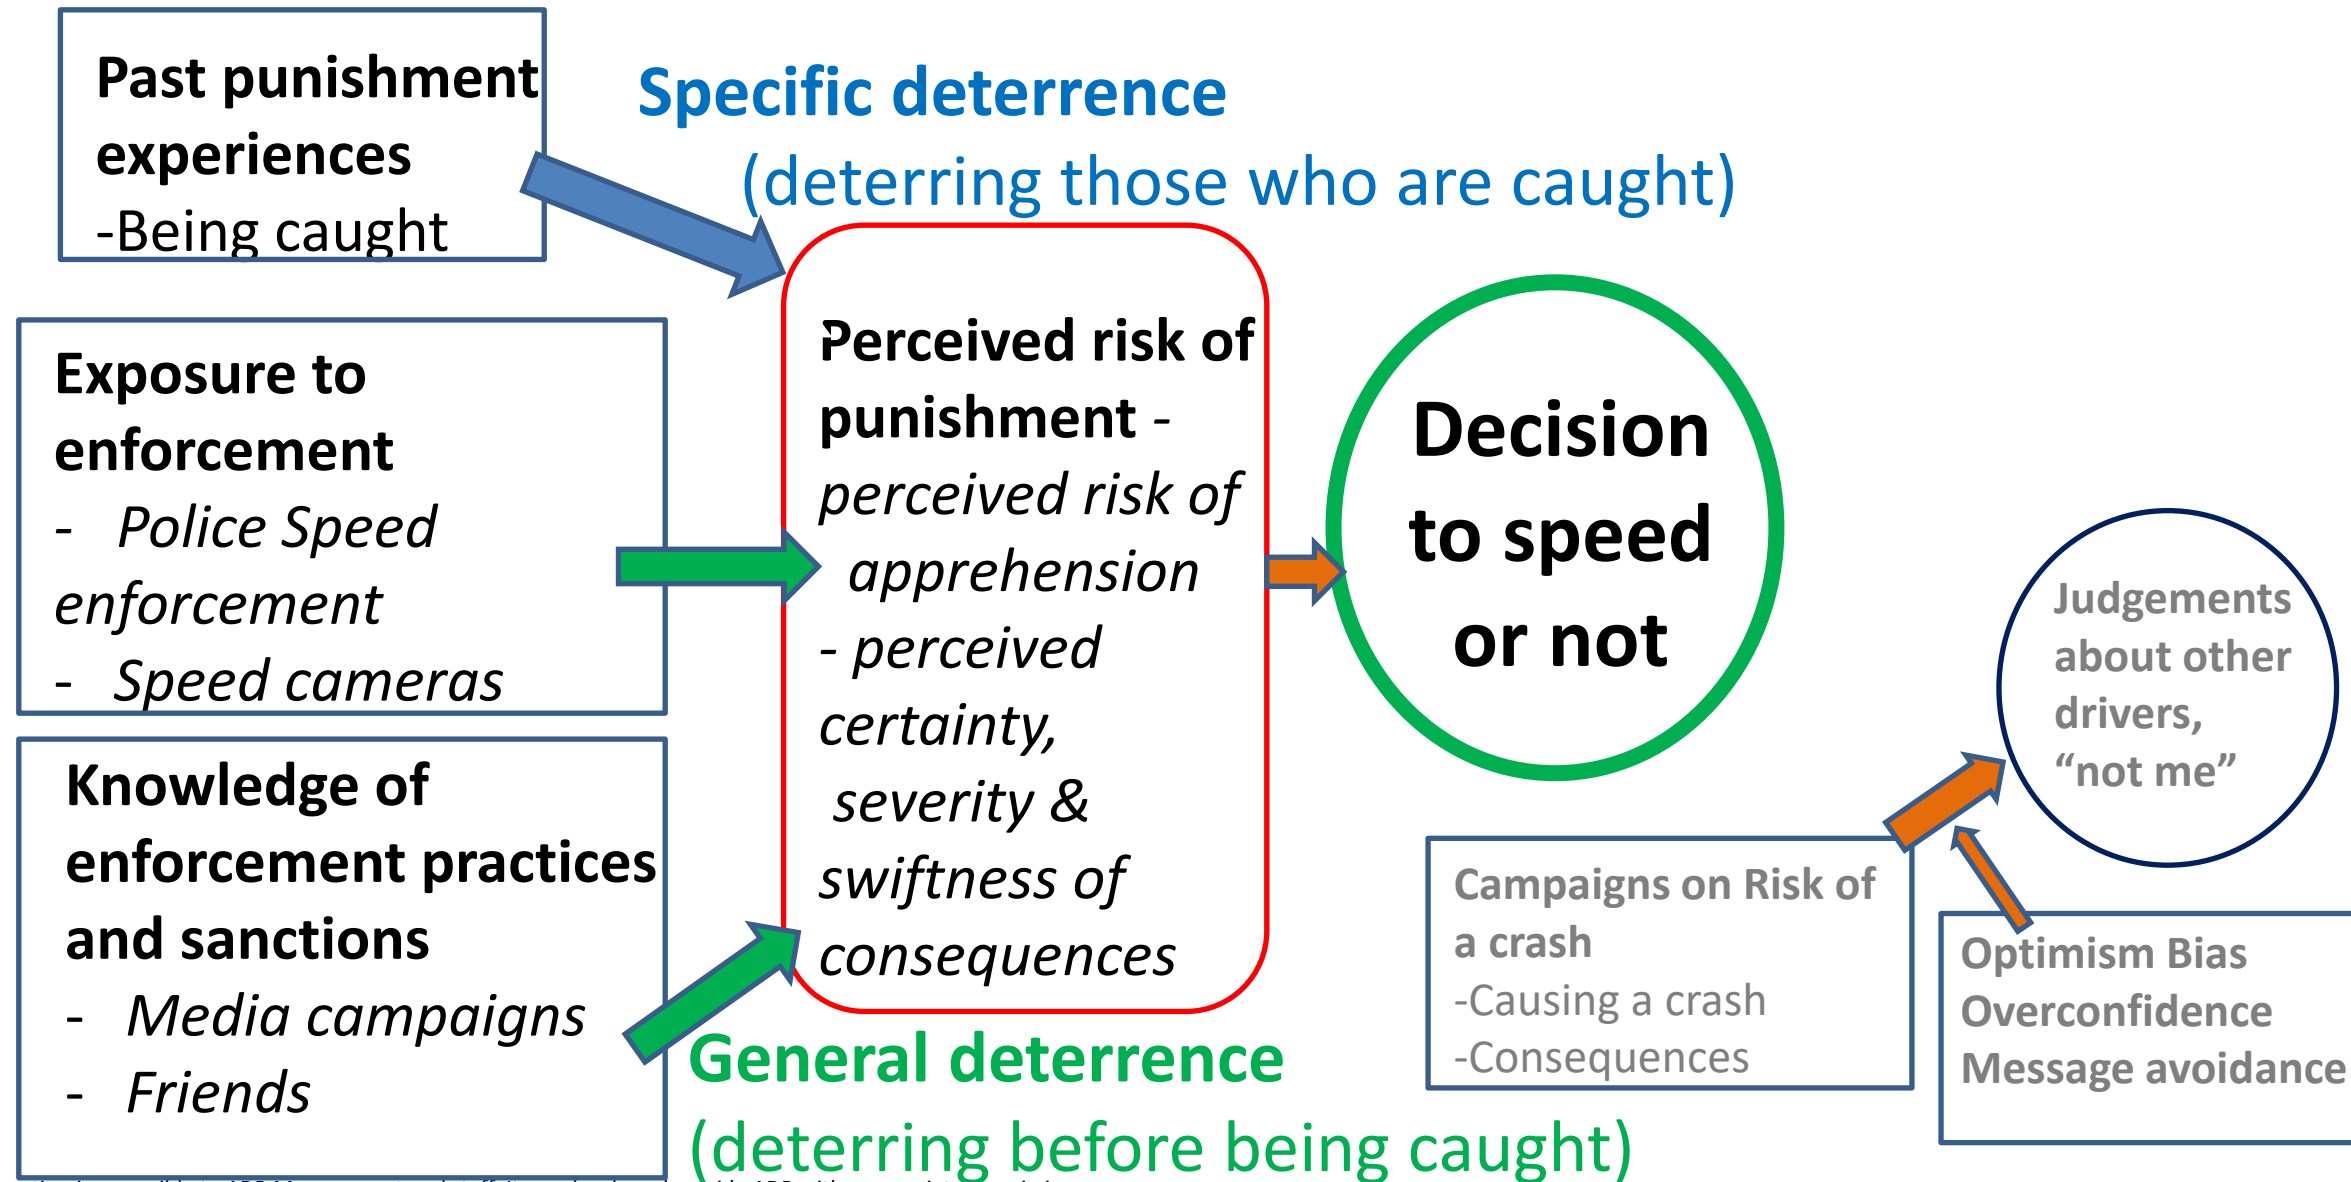 Past punishment
experiences
-Being caught
Specific deterrence
(deterring those who are caught)
Exposure to
enforcement
- Police Speed
enforcement
- Speed cameras
Knowledge of
enforcement practices
and sanctions
- Media campaigns
- Friends
Perceived risk of
punishment -
perceived risk of
apprehension
- perceived
certainty,
severity &
swiftness of
consequences
General deterrence
(deterring before being caught)
Decision
to speed
or not
Judgements
about other
drivers,
“not me”
Campaigns on Risk of
a crash
-Causing a crash
-Consequences
Optimism Bias
Overconfidence
Message avoidance